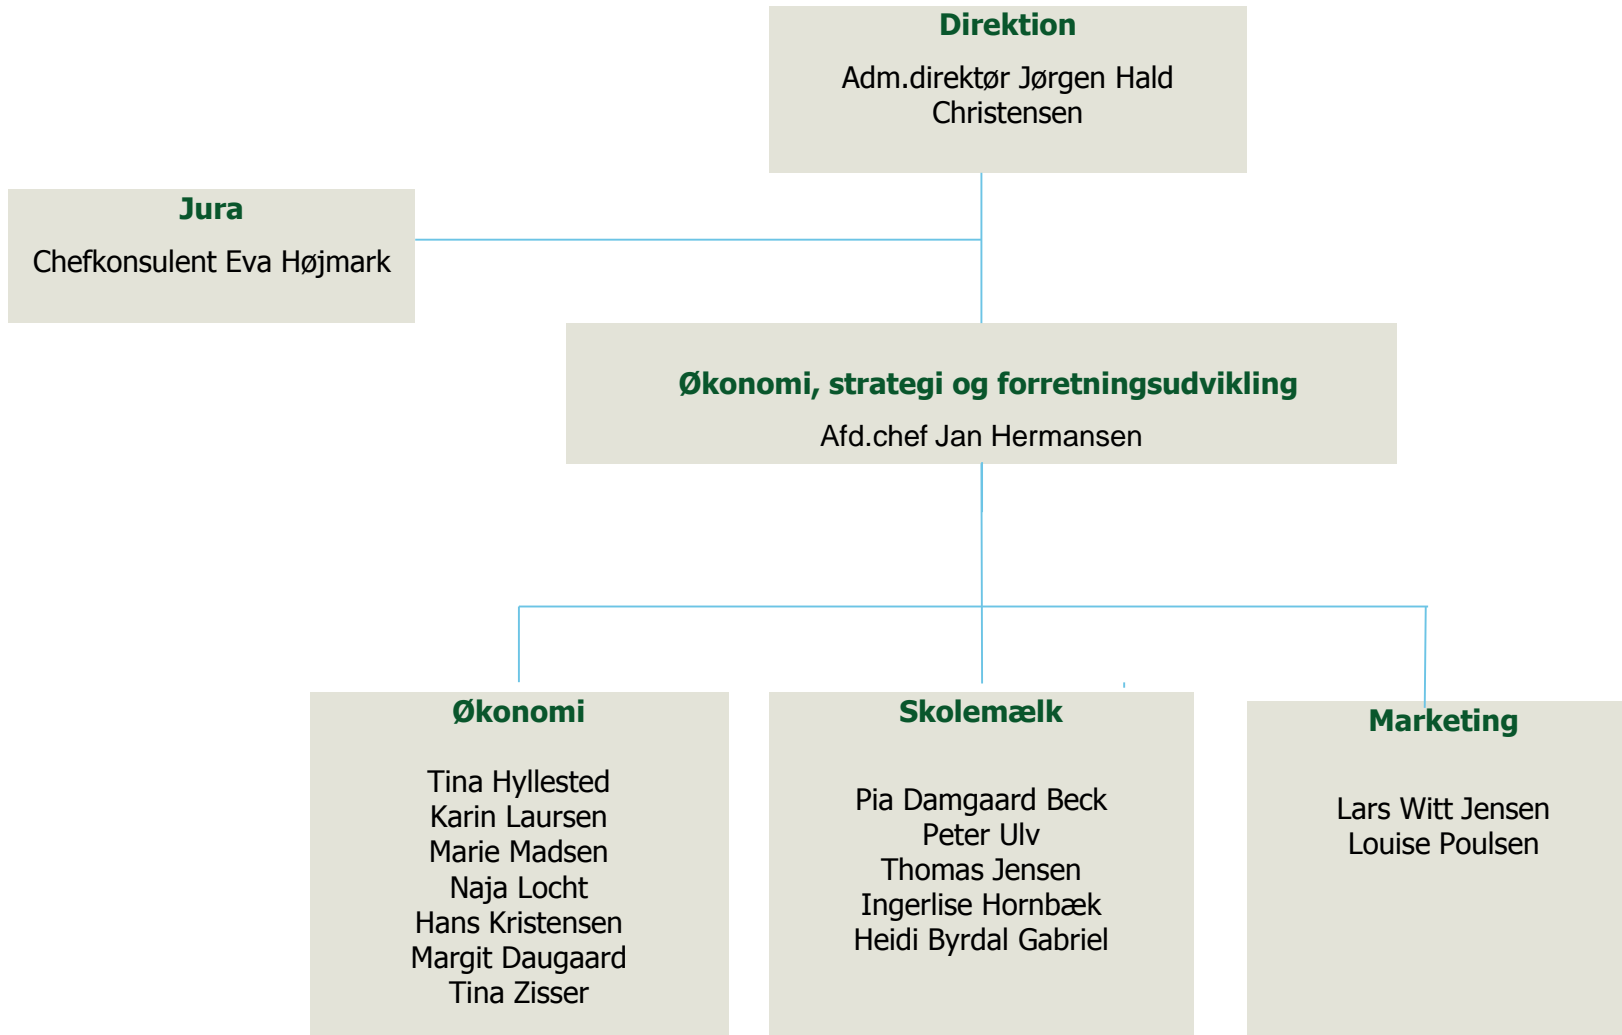 Direktion
Adm.direktør Jørgen Hald
Christensen
Jura
Chefkonsulent Eva Højmark
Økonomi, strategi og forretningsudvikling
Afd.chef Jan Hermansen
Økonomi
Tina Hyllested
Karin Laursen
Marie Madsen
Naja Locht
Hans Kristensen
Margit Daugaard
Tina Zisser
Skolemælk
Pia Damgaard Beck
Peter Ulv
Thomas Jensen
Ingerlise Hornbæk
Heidi Byrdal Gabriel
Marketing
Lars Witt Jensen
Louise Poulsen